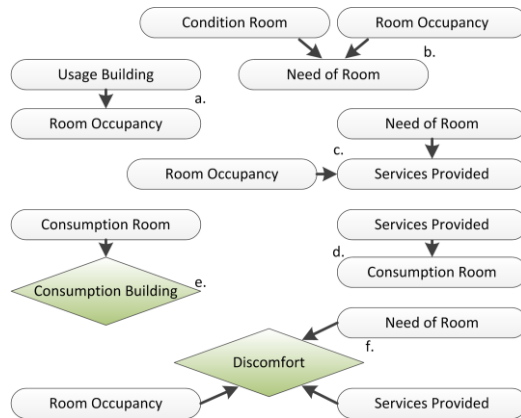 Condition Room
Room Occupancy
b.
Need of Room
Usage Building
a.
Room Occupancy
Need of Room
c.
Room Occupancy
Services Provided
Consumption Room
Services Provided
d.
Consumption Room
Consumption Building
e.
Need of Room
f.
Discomfort
Room Occupancy
Services Provided